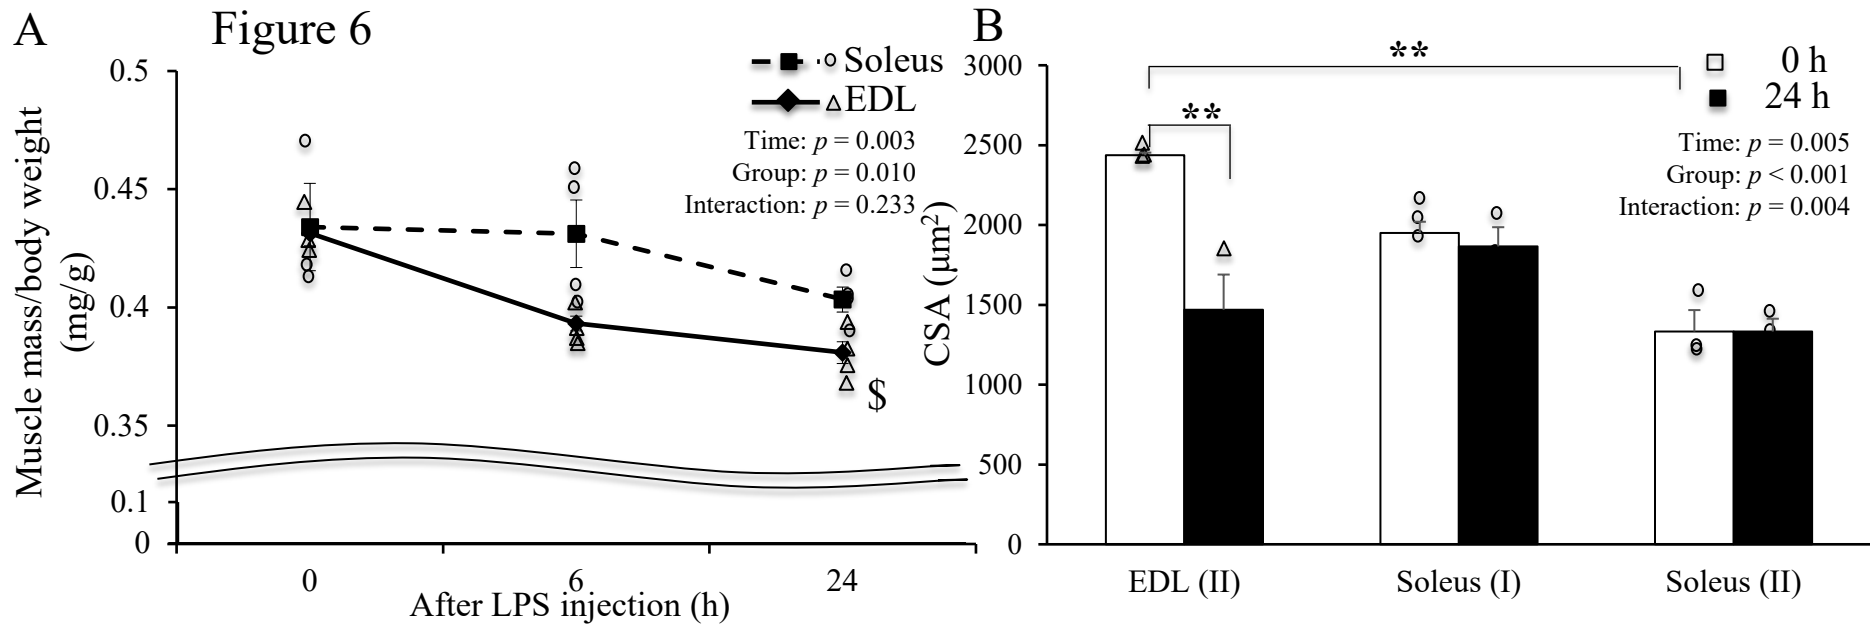 A
Figure 6
Soleus
EDL
Time: p = 0.003
Group: p = 0.010
Interaction: p = 0.233
Muscle mass/body weight
(mg/g)
0.5
0.45
0.4
0.35
0.1
0
$
0 6 24
After LPS injection (h)
B
**
**
0 h
24 h
Time: p = 0.005
Group: p < 0.001
Interaction: p = 0.004
CSA (μm²)
3000
2500
2000
1500
1000
500
0
EDL (II) Soleus (I) Soleus (II)